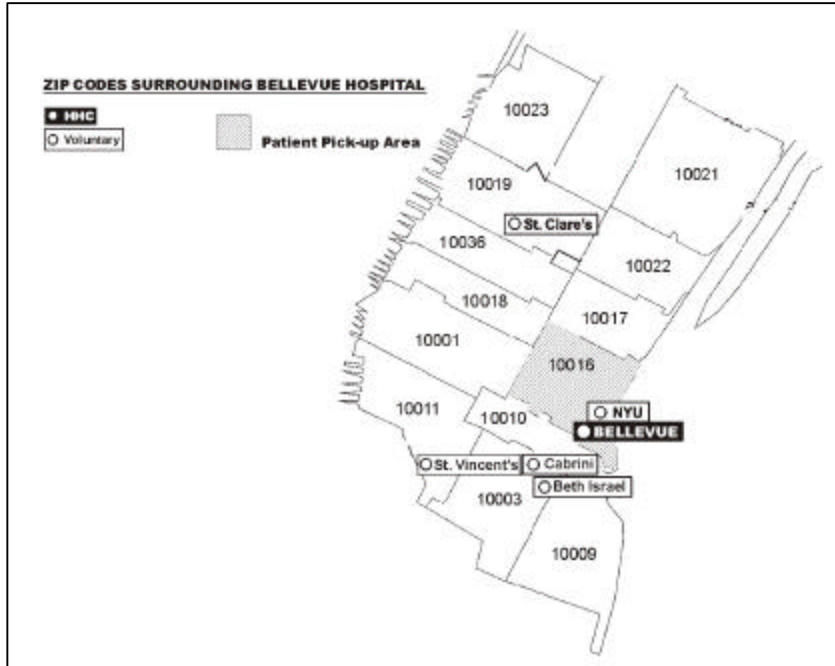 ZIP CODES SURROUNDING BELLEVUE HOSPITAL
HHC
Voluntary
Patient Pick-up Area
10023
10021
10019
St. Clare's
10036
10022
10018
10017
10001
10016
10011
10010
NYU
BELLEVUE
St. Vincent's
Cabrini
Beth Israel
10003
10009